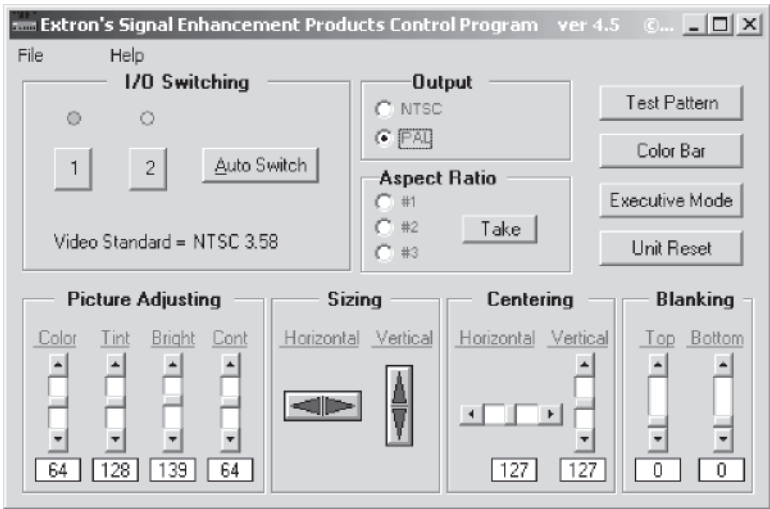 Extron's Signal Enhancement Products Control Program ver 4.5 ©...
File Help
I/O Switching
1 2 Auto Switch
Video Standard = NTSC 3.58
Output
NTSC
PAL
Aspect Ratio
#1
#2
#3
Take
Test Pattern
Color Bar
Executive Mode
Unit Reset
Picture Adjusting
Color Tint Bright Cont
64 128 139 64
Sizing
Horizontal Vertical
Centering
Horizontal Vertical
127 127
Blanking
Top Bottom
0 0